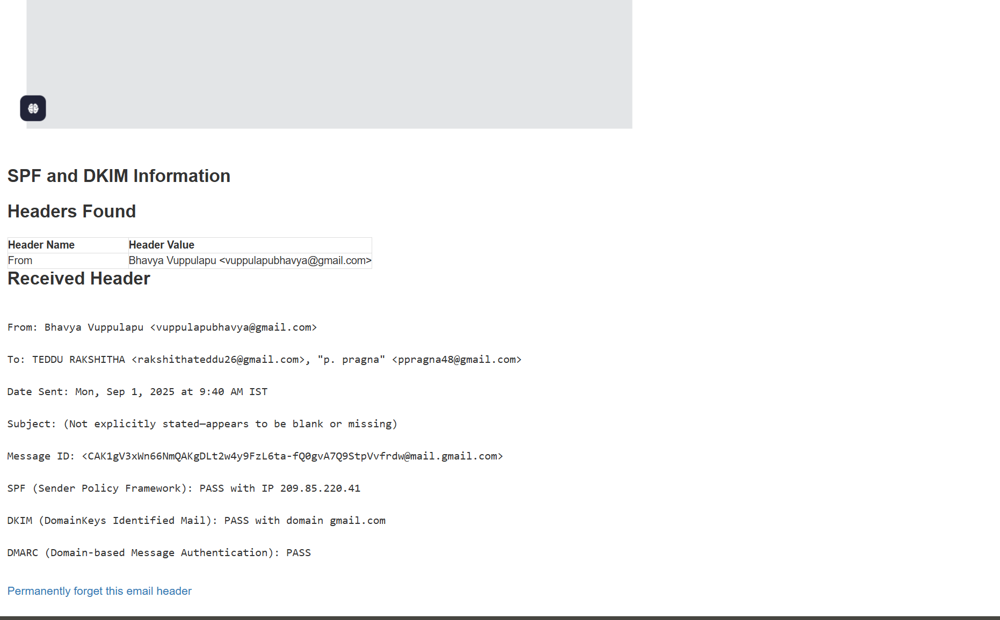 SPF and DKIM Information
Headers Found
Header Name Header Value
From Bhavya Vuppulapu <vuppulapubhavya@gmail.com>
Received Header
From: Bhavya Vuppulapu <vuppulapubhavya@gmail.com>
To: TEDDU RAKSHITHA <rakshithateddu26@gmail.com>, "p. pragna" <ppragna48@gmail.com>
Date Sent: Mon, Sep 1, 2025 at 9:40 AM IST
Subject: (Not explicitly stated—appears to be blank or missing)
Message ID: <CAK1gV3xWn66NmQAKgDLt2w4y9FzL6ta-fQ0gvA7Q9StpVvfrdw@mail.gmail.com>
SPF (Sender Policy Framework): PASS with IP 209.85.220.41
DKIM (DomainKeys Identified Mail): PASS with domain gmail.com
DMARC (Domain-based Message Authentication): PASS
Permanently forget this email header